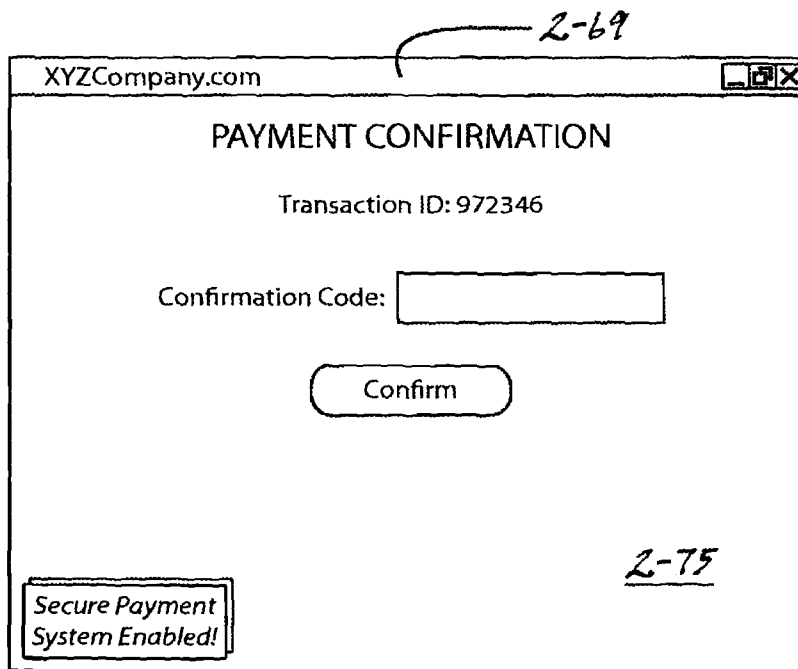 2-69
XYZCompany.com
PAYMENT CONFIRMATION
Transaction ID: 972346
Confirmation Code:
Confirm
2-75
Secure Payment
System Enabled!